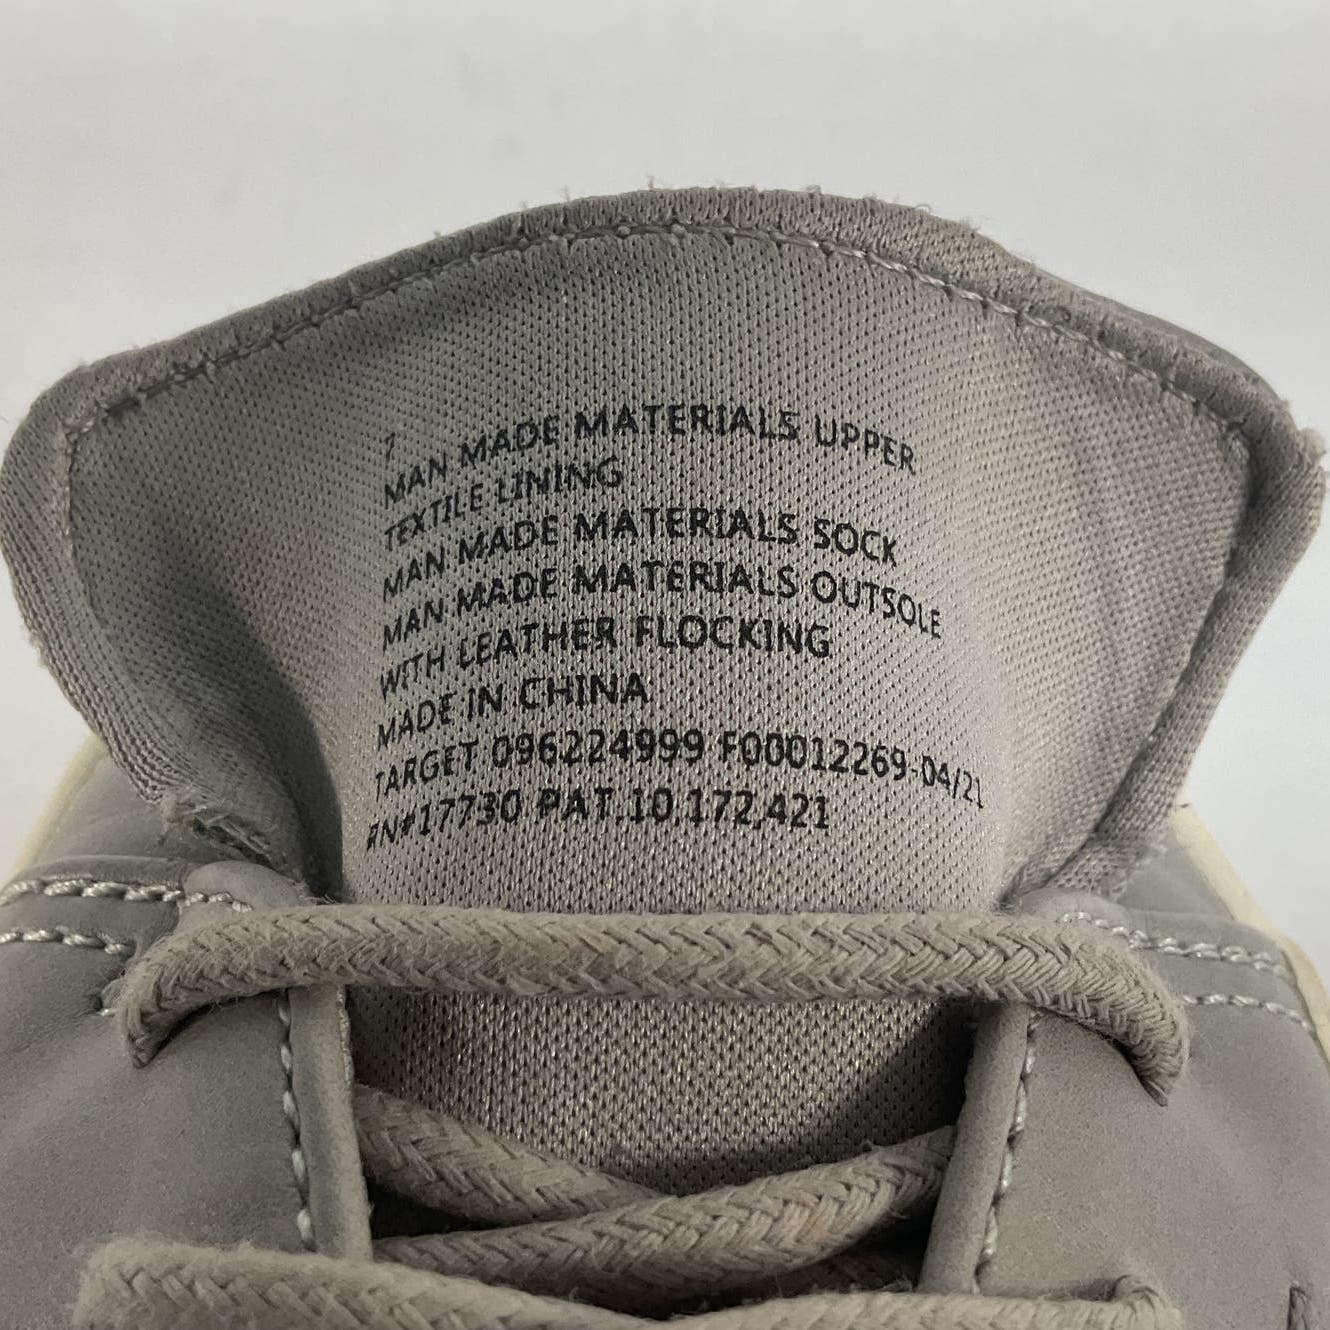 7
MAN MADE MATERIALS UPPER
TEXTILE LINING
MAN MADE MATERIALS SOCK
MAN MADE MATERIALS OUTSOLE
WITH LEATHER FLOCKING
MADE IN CHINA
TARGET 096224999 F00012269-04/21
RN#17730 PAT.10,172,421